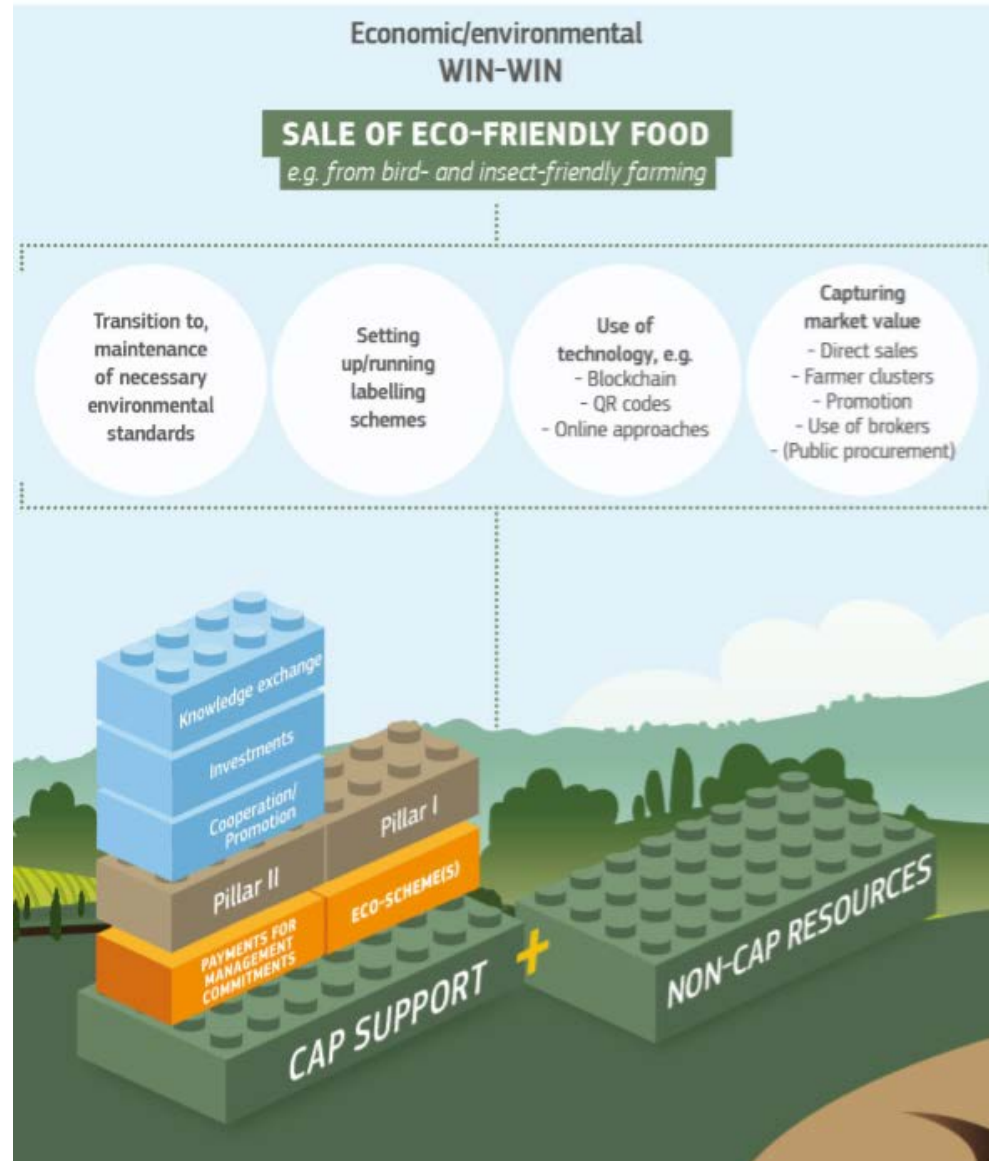 Economic/environmental
WIN-WIN
SALE OF ECO-FRIENDLY FOOD
e.g. from bird- and insect-friendly farming
Transition to,
maintenance
of necessary
environmental
standards
Setting
up/running
labelling
schemes
Use of
technology, e.g.
- Blockchain
- QR codes
- Online approaches
Capturing
market value
- Direct sales
- Farmer clusters
- Promotion
- Use of brokers
- (Public procurement)
Knowledge exchange
Investments
Cooperation/
Promotion
Pillar II
Pillar I
PAYMENTS FOR
MANAGEMENT
COMMITMENTS
ECO-SCHEME(S)
CAP SUPPORT
+
NON-CAP RESOURCES